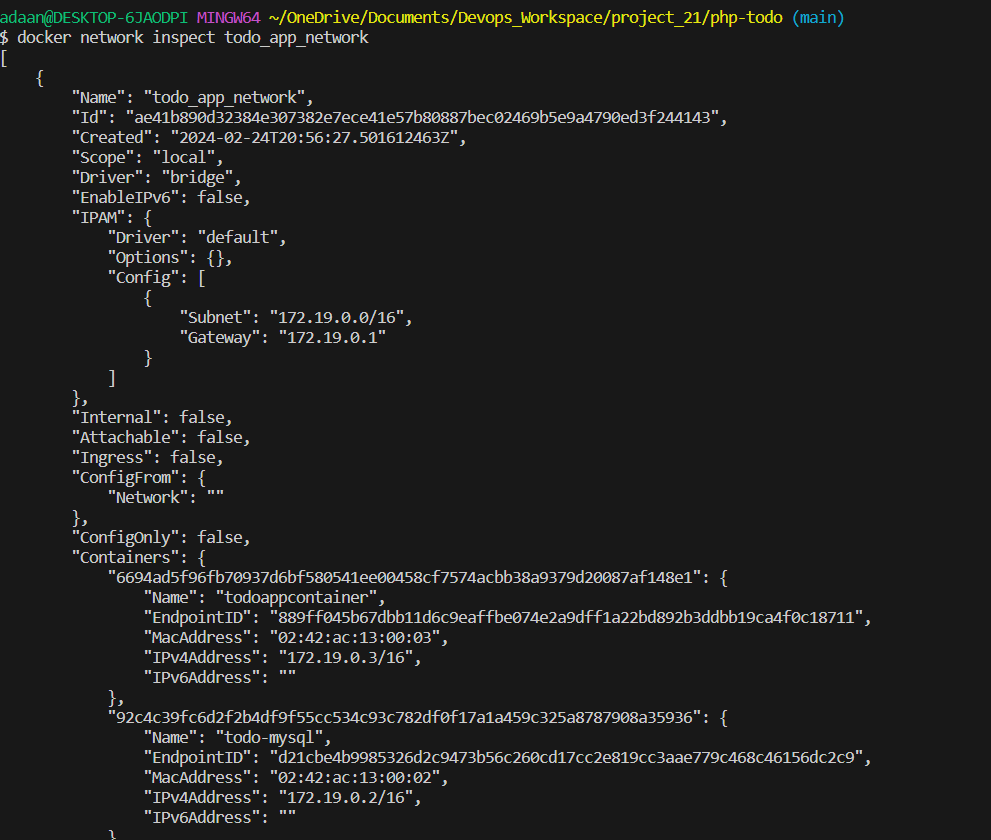 adaan@DESKTOP-6JAODPI MINGW64 ~/OneDrive/Documents/Devops_Workspace/project_21/php-todo (main)
$ docker network inspect todo_app_network
[
    {
        "Name": "todo_app_network",
        "Id": "ae41b890d32384e307382e7ece41e57b80887bec02469b5e9a4790ed3f244143",
        "Created": "2024-02-24T20:56:27.501612463Z",
        "Scope": "local",
        "Driver": "bridge",
        "EnableIPv6": false,
        "IPAM": {
            "Driver": "default",
            "Options": {},
            "Config": [
                {
                    "Subnet": "172.19.0.0/16",
                    "Gateway": "172.19.0.1"
                }
            ]
        },
        "Internal": false,
        "Attachable": false,
        "Ingress": false,
        "ConfigFrom": {
            "Network": ""
        },
        "ConfigOnly": false,
        "Containers": {
            "6694ad5f96fb70937d6bf580541ee00458cf7574acbb38a9379d20087af148e1": {
                "Name": "todoappcontainer",
                "EndpointID": "889ff045b67dbb11d6c9eaffbe074e2a9dff1a22bd892b3ddbb19ca4f0c18711",
                "MacAddress": "02:42:ac:13:00:03",
                "IPv4Address": "172.19.0.3/16",
                "IPv6Address": ""
            },
            "92c4c39fc6d2f2b4df9f55cc534c93c782df0f17a1a459c325a8787908a35936": {
                "Name": "todo-mysql",
                "EndpointID": "d21cbe4b9985326d2c9473b56c260cd17cc2e819cc3aae779c468c46156dc2c9",
                "MacAddress": "02:42:ac:13:00:02",
                "IPv4Address": "172.19.0.2/16",
                "IPv6Address": ""
            }